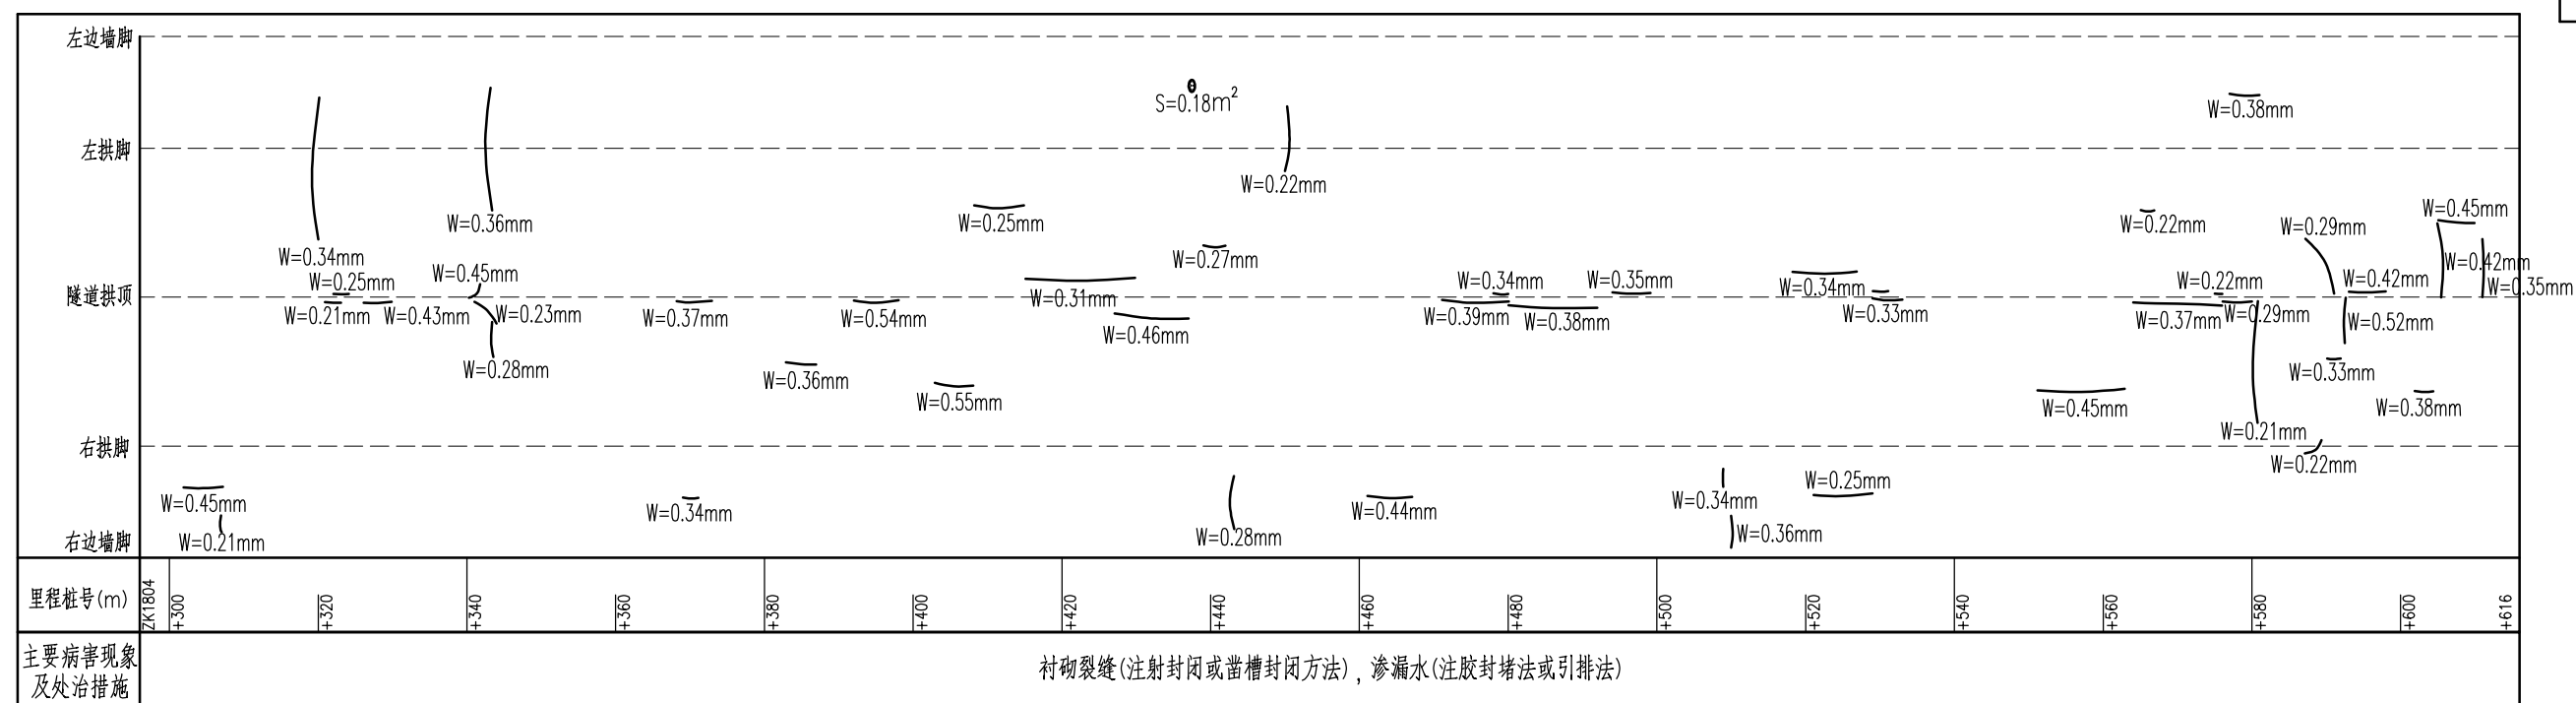 左边墙脚
S=0.18m²
W=0.38mm
左拱脚
W=0.22mm
W=0.36mm
W=0.25mm
W=0.22mm
W=0.29mm
W=0.45mm
W=0.34mm
W=0.27mm
W=0.42mm
W=0.25mm
W=0.45mm
W=0.34mm
W=0.35mm
W=0.34mm
W=0.22mm
W=0.42mm
W=0.35mm
隧道拱顶
W=0.31mm
W=0.21mm
W=0.43mm
W=0.23mm
W=0.37mm
W=0.54mm
W=0.46mm
W=0.39mm
W=0.38mm
W=0.33mm
W=0.37mm
W=0.29mm
W=0.52mm
W=0.28mm
W=0.36mm
W=0.33mm
W=0.55mm
W=0.45mm
W=0.38mm
W=0.21mm
右拱脚
W=0.22mm
W=0.45mm
W=0.34mm
W=0.44mm
W=0.34mm
W=0.25mm
W=0.21mm
W=0.28mm
W=0.36mm
右边墙脚
里程桩号(m)
ZK1804
+300
+320
+340
+360
+380
+400
+420
+440
+460
+480
+500
+520
+540
+560
+580
+600
+616
主要病害现象
及处治措施
衬砌裂缝(注射封闭或凿槽封闭方法)，渗漏水(注胶封堵法或引排法)